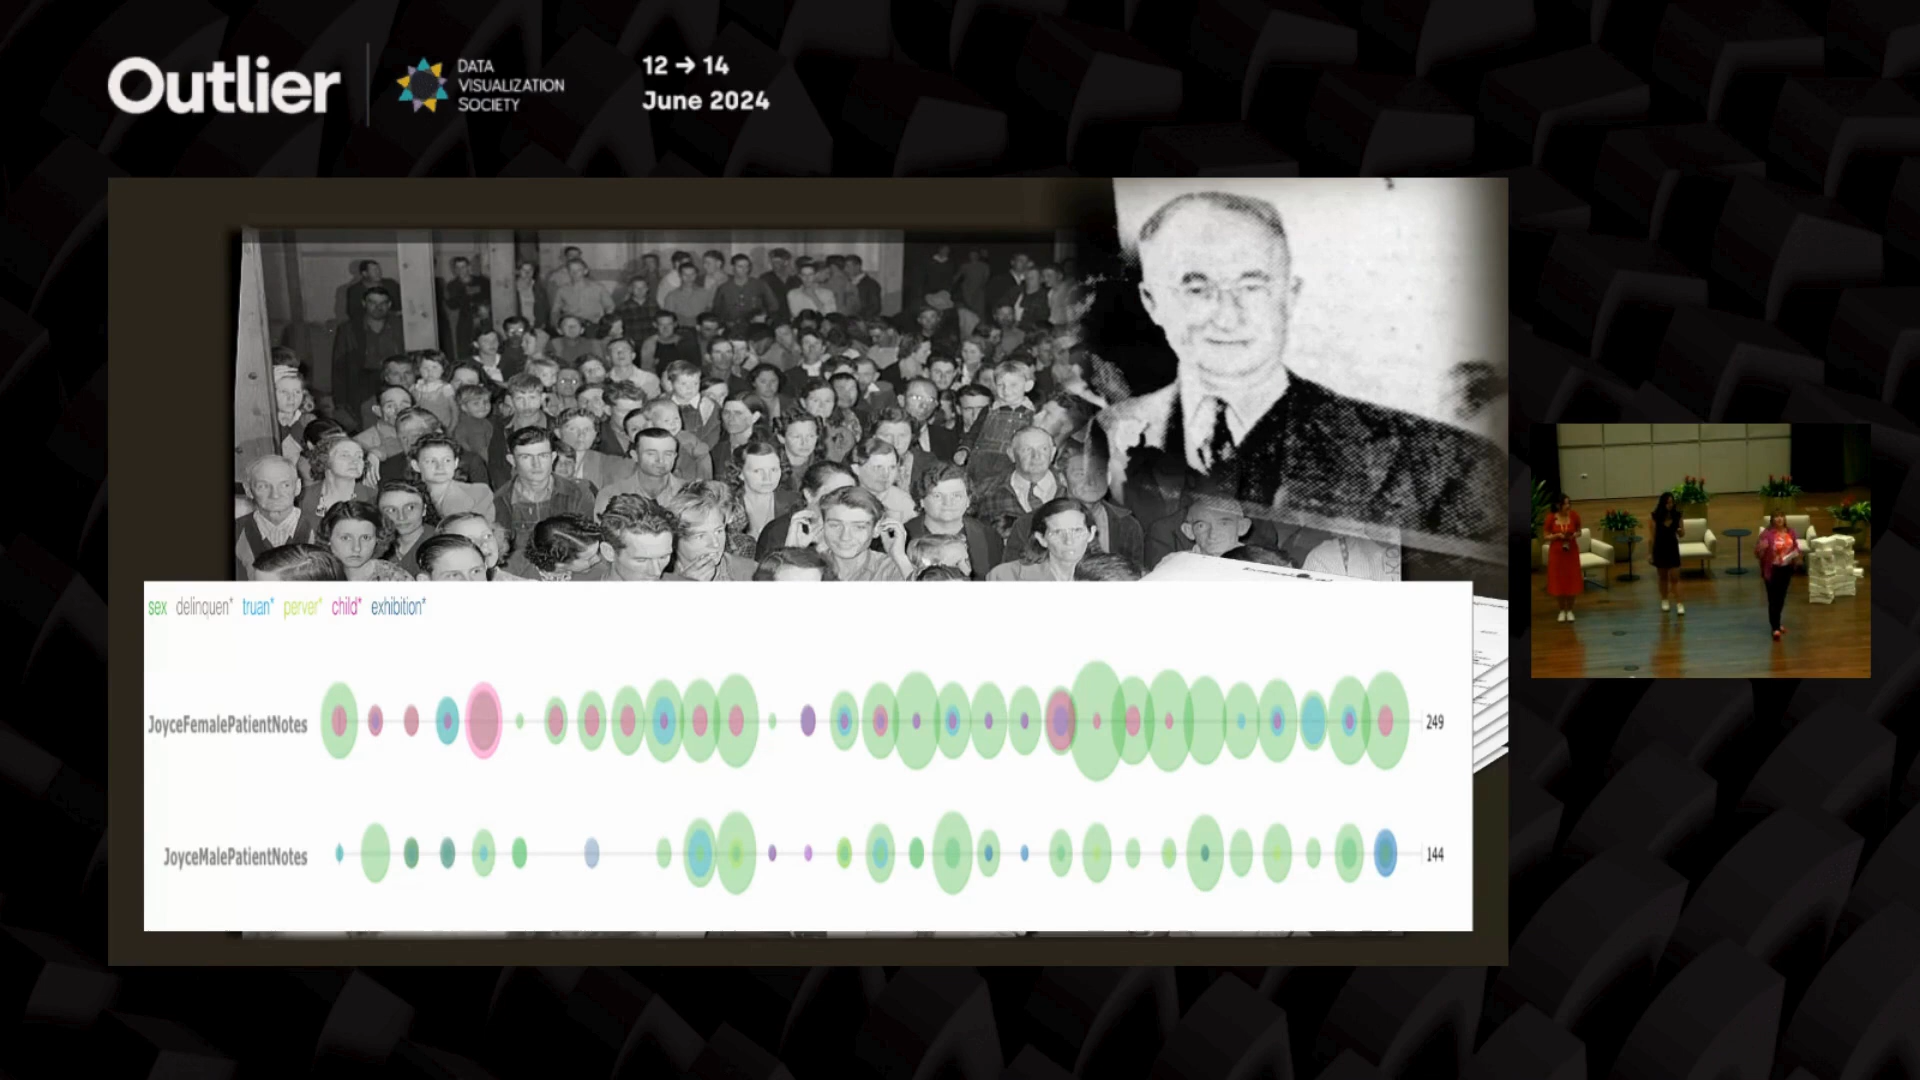 Outlier
DATA
VISUALIZATION
SOCIETY
12 → 14
June 2024
sex delinquen* truan* perver* child* exhibition*
JoyceFemalePatientNotes
249
JoyceMalePatientNotes
144